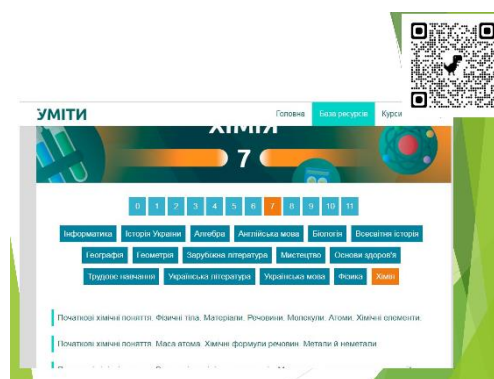 УМІТИ
Головна База ресурсів Курси
ХІМІЯ
7
0 1 2 3 4 5 6 7 8 9 10 11
Інформатика Історія України Алгебра Англійська мова Біологія Всесвітня історія
Географія Геометрія Зарубіжна література Мистецтво Основи здоров'я
Трудове навчання Українська література Українська мова Фізика Хімія
Початкові хімічні поняття. Фізичні тіла. Матеріали. Речовини. Молекули. Атоми. Хімічні елементи.
Початкові хімічні поняття. Маса атома. Хімічні формули речовин. Метали й неметали.